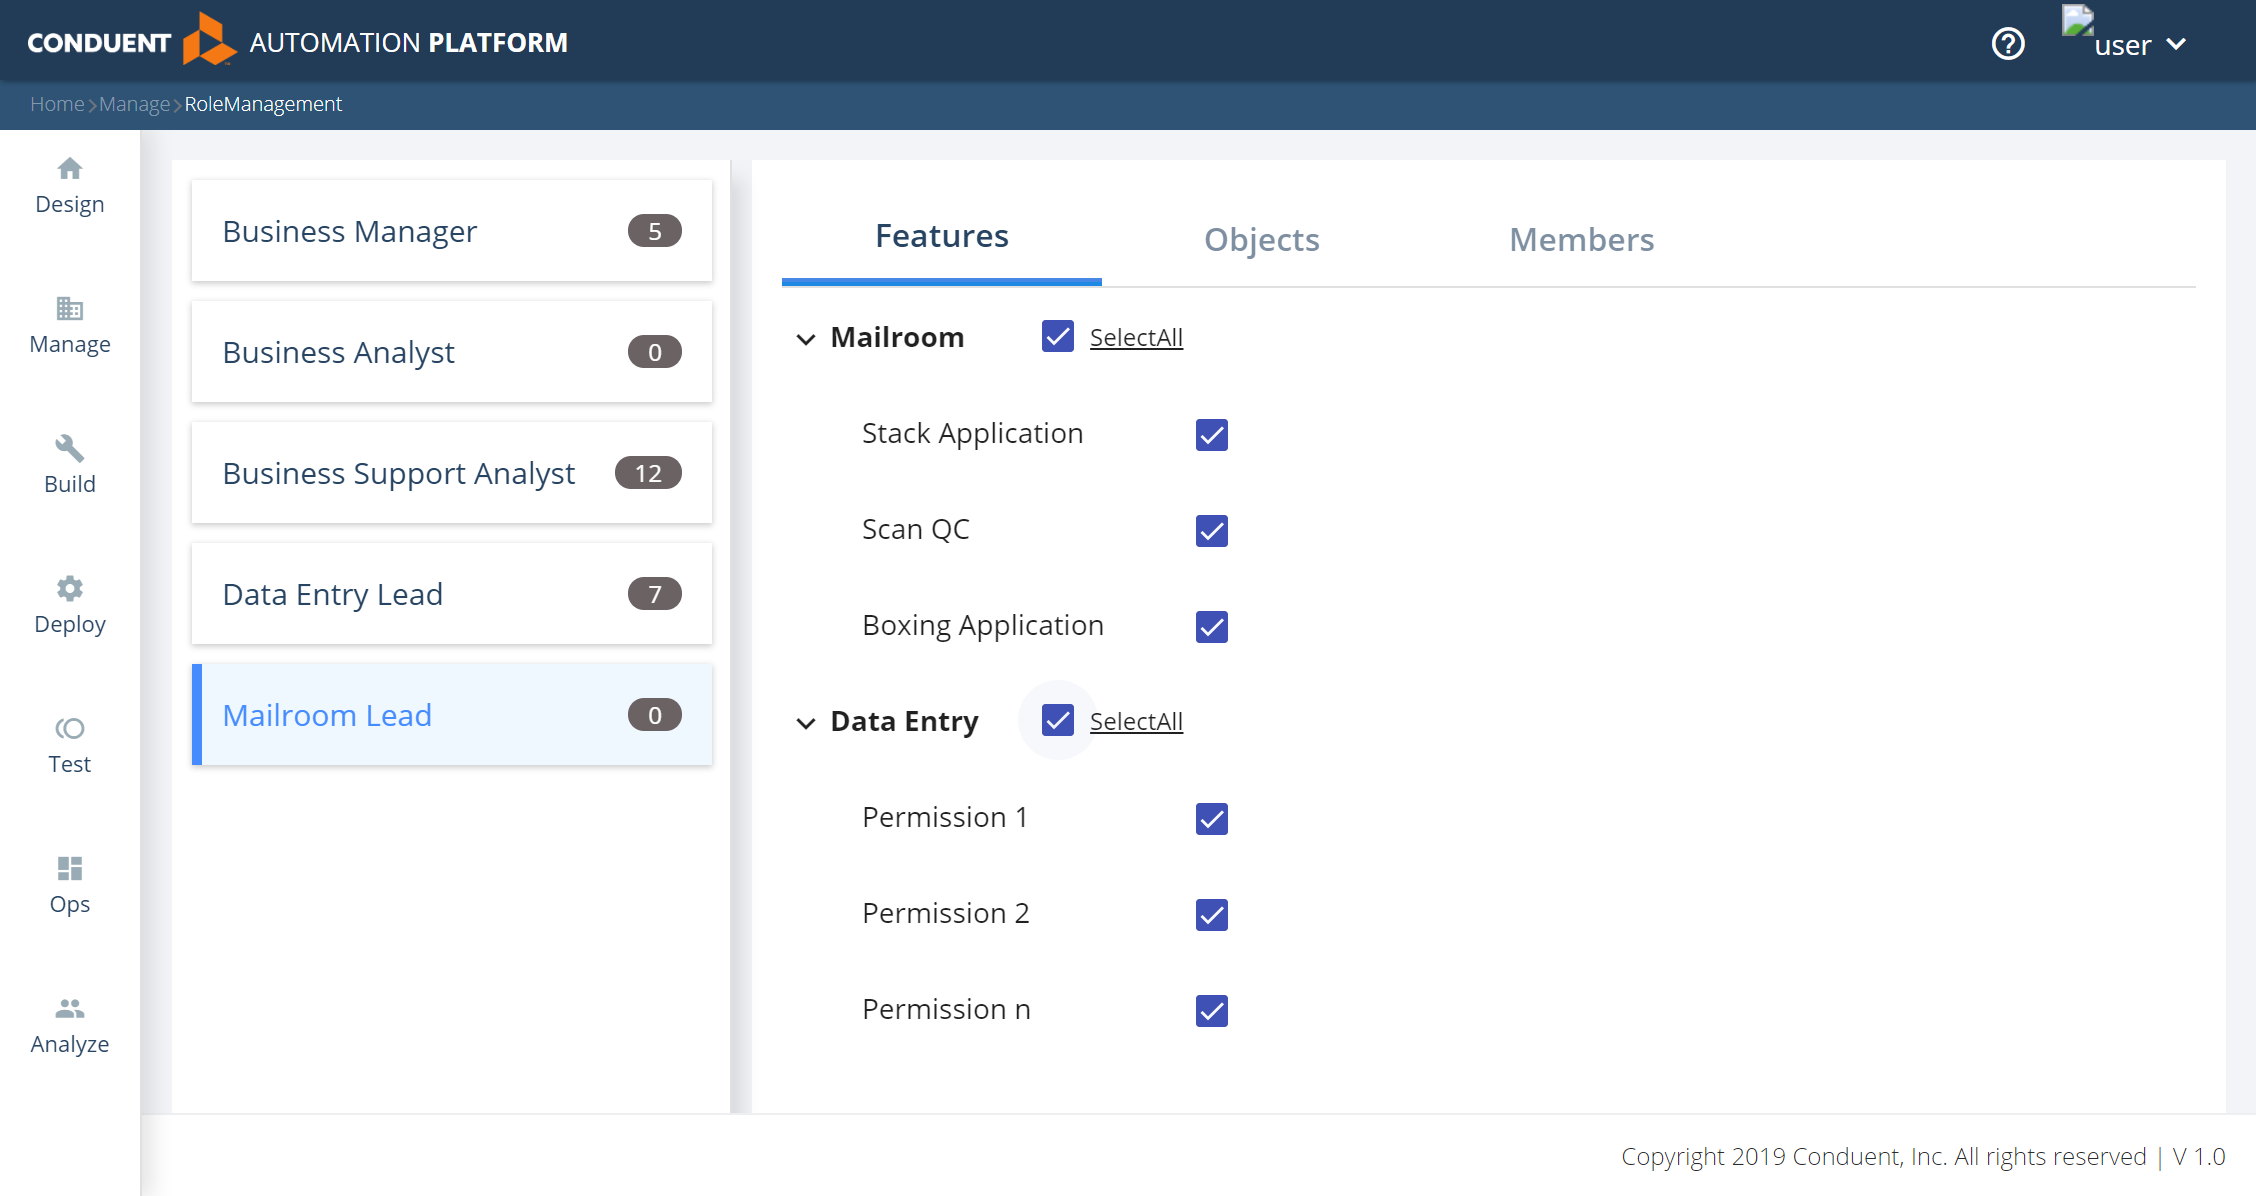 CONDUENT AUTOMATION PLATFORM
user
Home Manage RoleManagement
Design
Manage
Build
Deploy
Test
Ops
Analyze
Business Manager 5
Business Analyst 0
Business Support Analyst 12
Data Entry Lead 7
Mailroom Lead 0
Features Objects Members
Mailroom SelectAll
Stack Application
Scan QC
Boxing Application
Data Entry SelectAll
Permission 1
Permission 2
Permission n
Copyright 2019 Conduent, Inc. All rights reserved | V 1.0